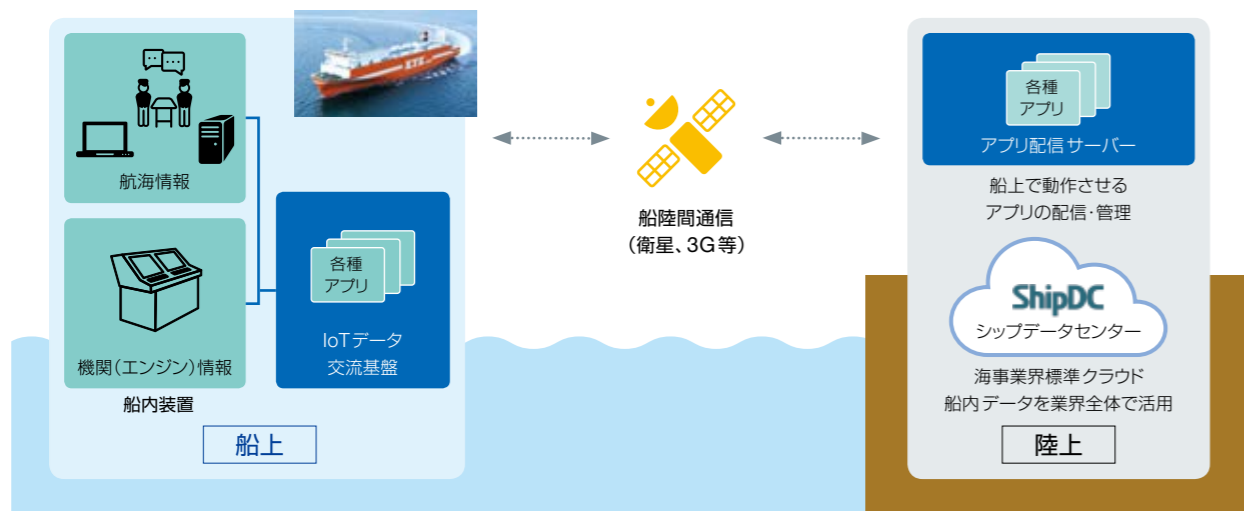 航海情報
機関(エンジン)情報
船内装置
各種
アプリ
IoTデータ
交流基盤
船上
船陸間通信
(衛星、3G等)
各種
アプリ
アプリ配信サーバー
船上で動作させる
アプリの配信・管理
ShipDC
シップデータセンター
海事業界標準クラウド
船内データを業界全体で活用
陸上